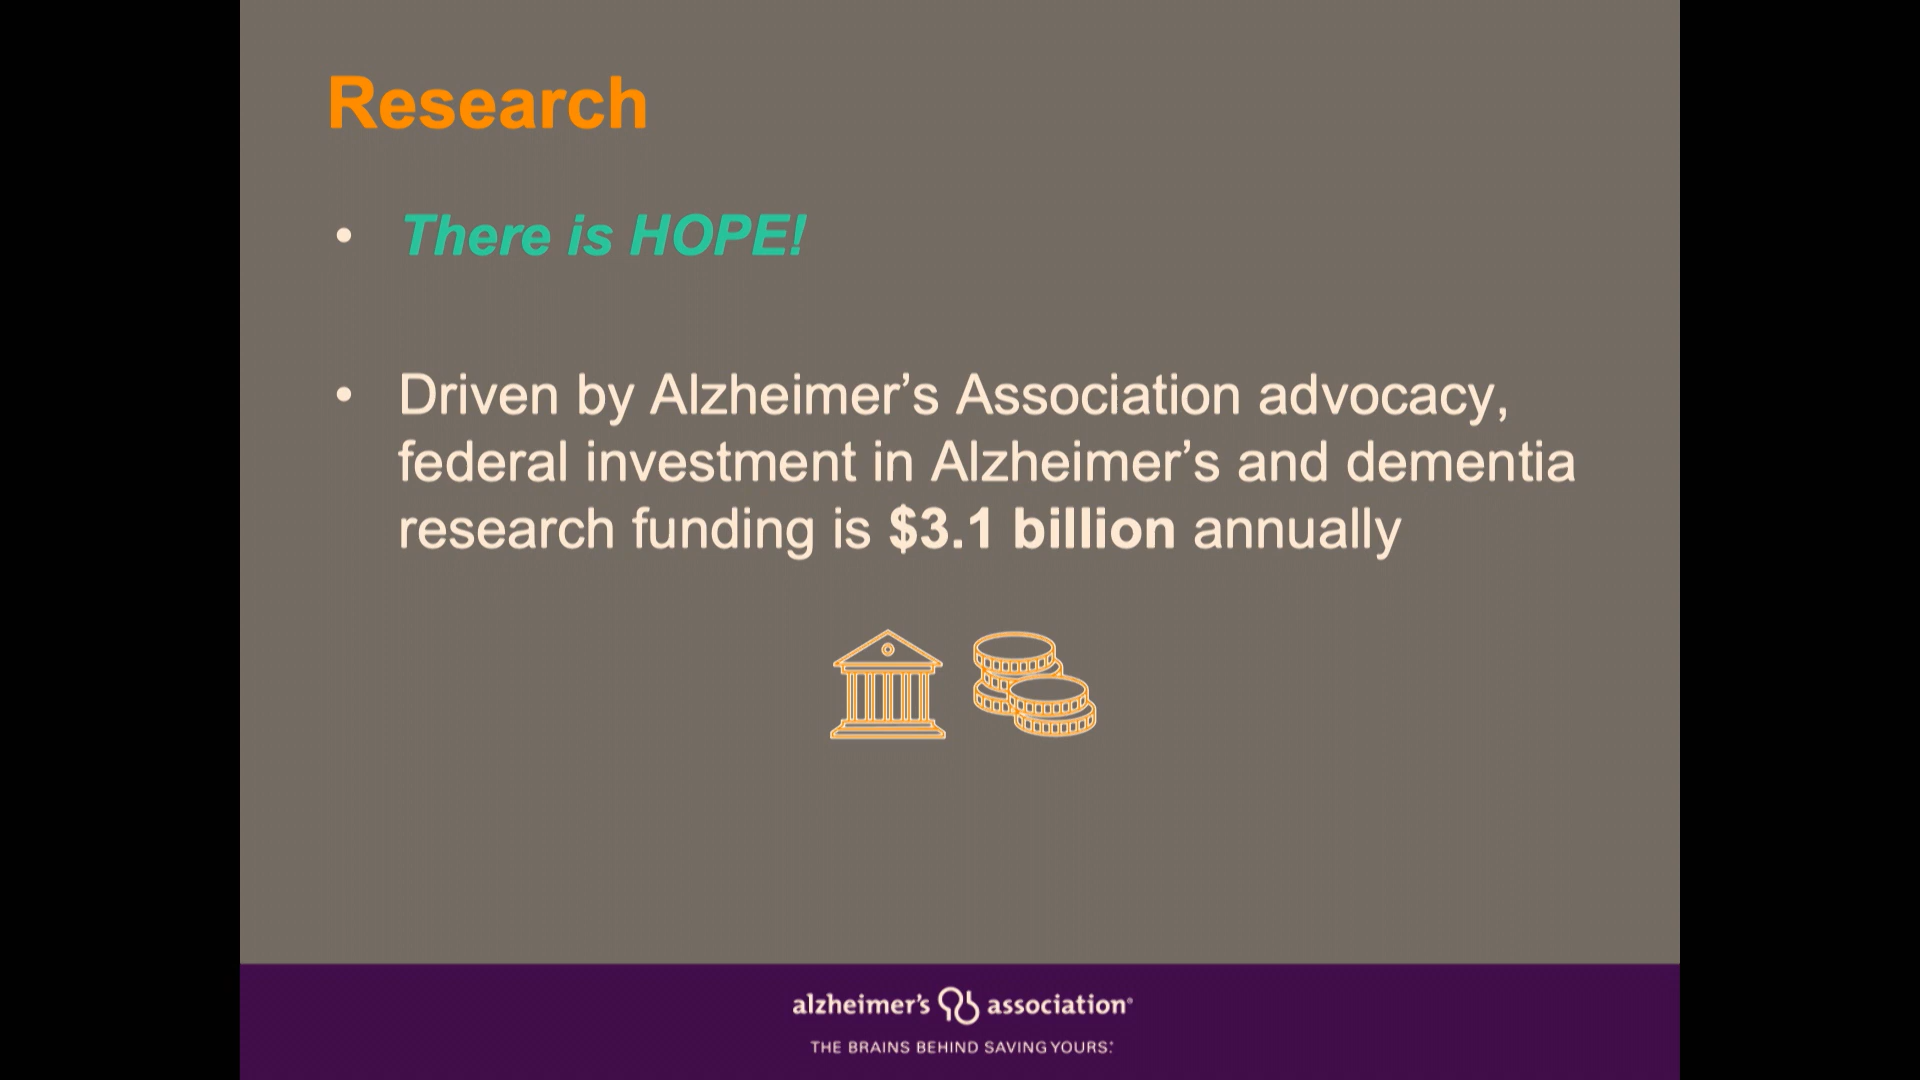 Research
• There is HOPE!
• Driven by Alzheimer’s Association advocacy,
federal investment in Alzheimer’s and dementia
research funding is $3.1 billion annually
alzheimer's association®
THE BRAINS BEHIND SAVING YOURS.™